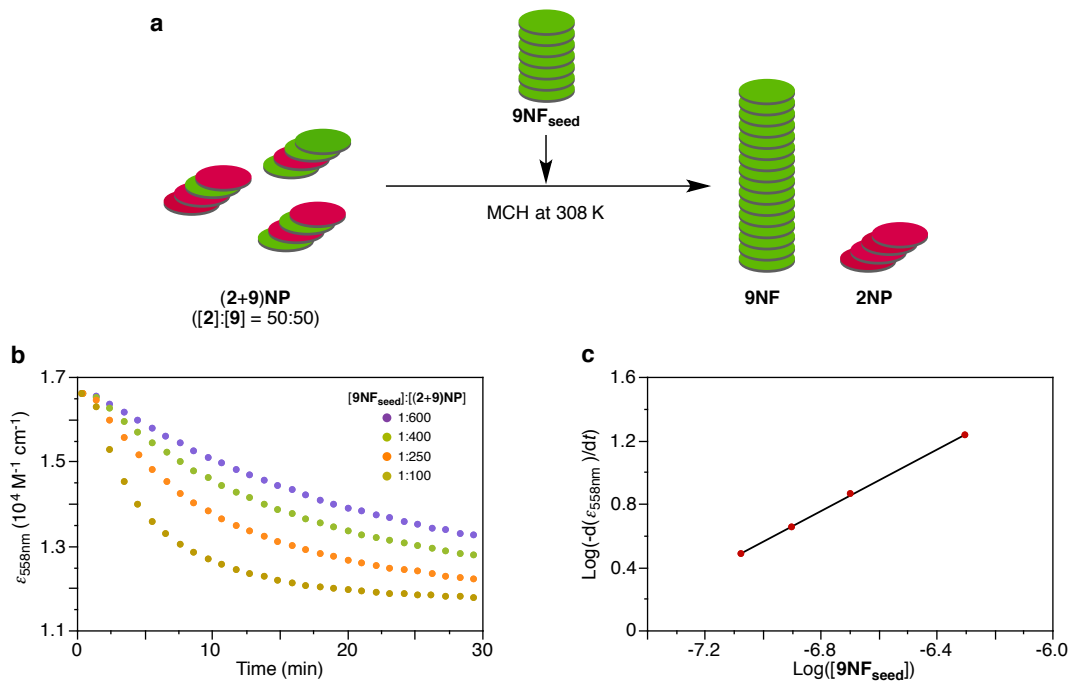 a
9NFseed
MCH at 308 K
(2+9)NP
([2]:[9] = 50:50)
9NF
2NP
b
ε558nm (10⁴ M⁻¹ cm⁻¹)
1.7
1.5
1.3
1.1
0
10
20
30
Time (min)
[9NFseed]:[(2+9)NP]
1:600
1:400
1:250
1:100
c
Log(-d(ε558nm)/dt)
1.6
1.2
0.8
0.4
0
-7.2
-6.8
-6.4
-6.0
Log([9NFseed])